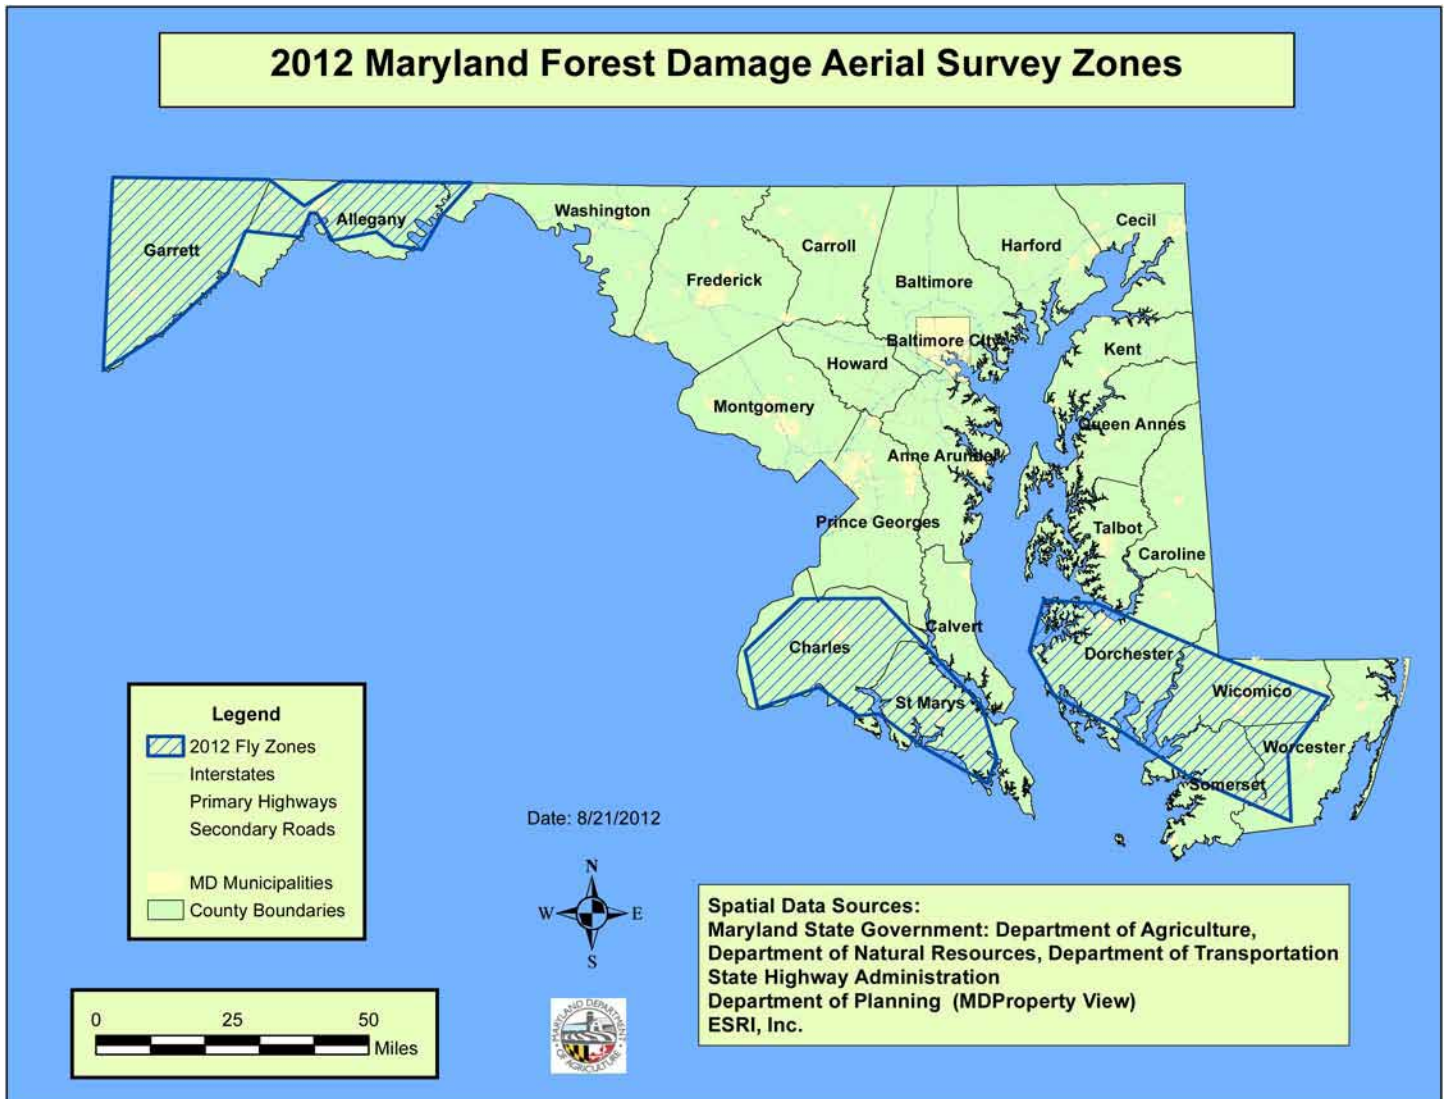 2012 Maryland Forest Damage Aerial Survey Zones
Garrett
Allegany
Washington
Frederick
Carroll
Baltimore
Harford
Cecil
Baltimore City
Howard
Kent
Montgomery
Queen Annes
Anne Arundel
Prince Georges
Talbot
Caroline
Charles
Calvert
St Marys
Dorchester
Wicomico
Worcester
Somerset
Legend
2012 Fly Zones
Interstates
Primary Highways
Secondary Roads
MD Municipalities
County Boundaries
Date: 8/21/2012
N
W
E
S
Spatial Data Sources:
Maryland State Government: Department of Agriculture,
Department of Natural Resources, Department of Transportation
State Highway Administration
Department of Planning (MDProperty View)
ESRI, Inc.
0 25 50
Miles
MARYLAND DEPARTMENT
OF AGRICULTURE